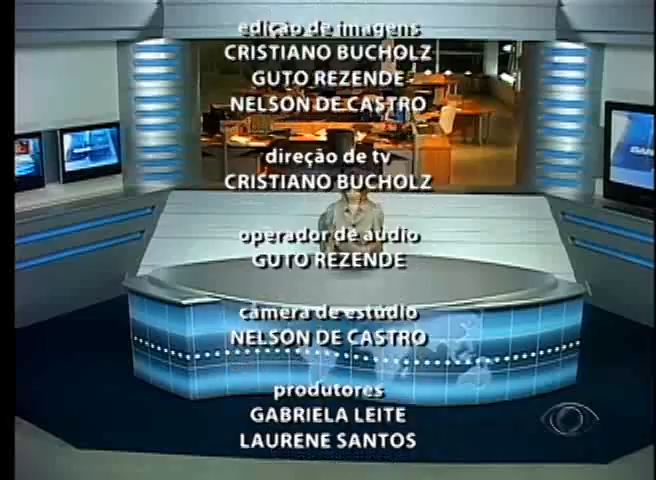 edição de imagens
CRISTIANO BUCHOLZ
GUTO REZENDE
NELSON DE CASTRO
direção de tv
CRISTIANO BUCHOLZ
operador de áudio
GUTO REZENDE
câmera de estúdio
NELSON DE CASTRO
produtores
GABRIELA LEITE
LAURENE SANTOS